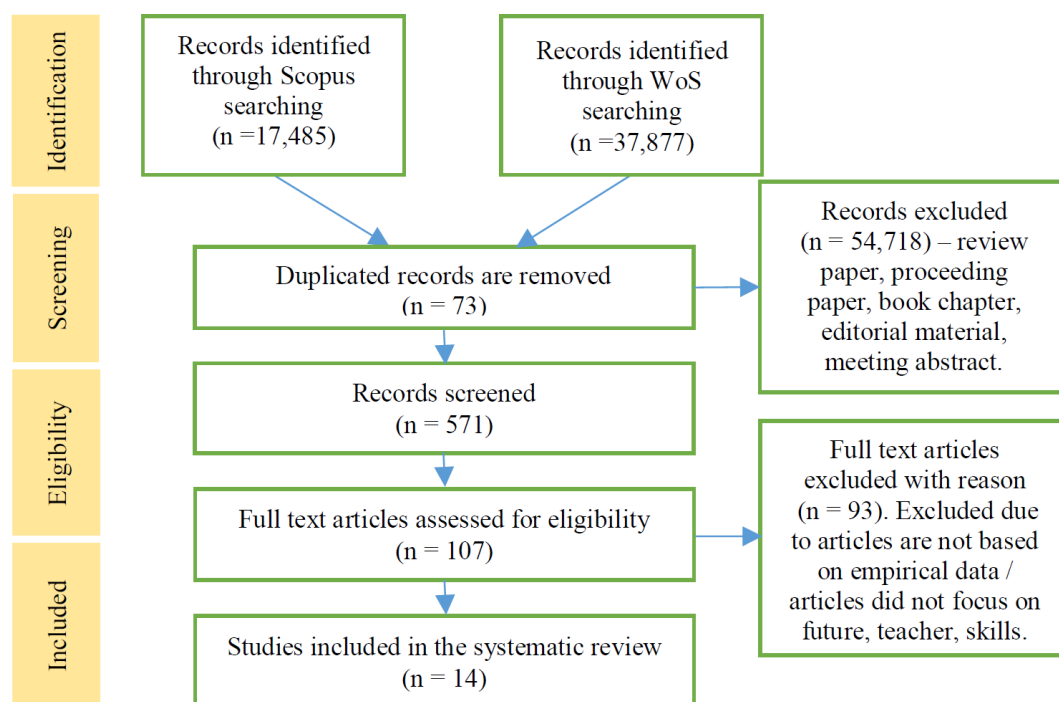 Identification
Records identified
through Scopus
searching
(n =17,485)
Records identified
through WoS
searching
(n =37,877)
Screening
Duplicated records are removed
(n = 73)
Records excluded
(n = 54,718) – review
paper, proceeding
paper, book chapter,
editorial material,
meeting abstract.
Eligibility
Records screened
(n = 571)
Full text articles assessed for eligibility
(n = 107)
Full text articles
excluded with reason
(n = 93). Excluded due
to articles are not based
on empirical data /
articles did not focus on
future, teacher, skills.
Included
Studies included in the systematic review
(n = 14)